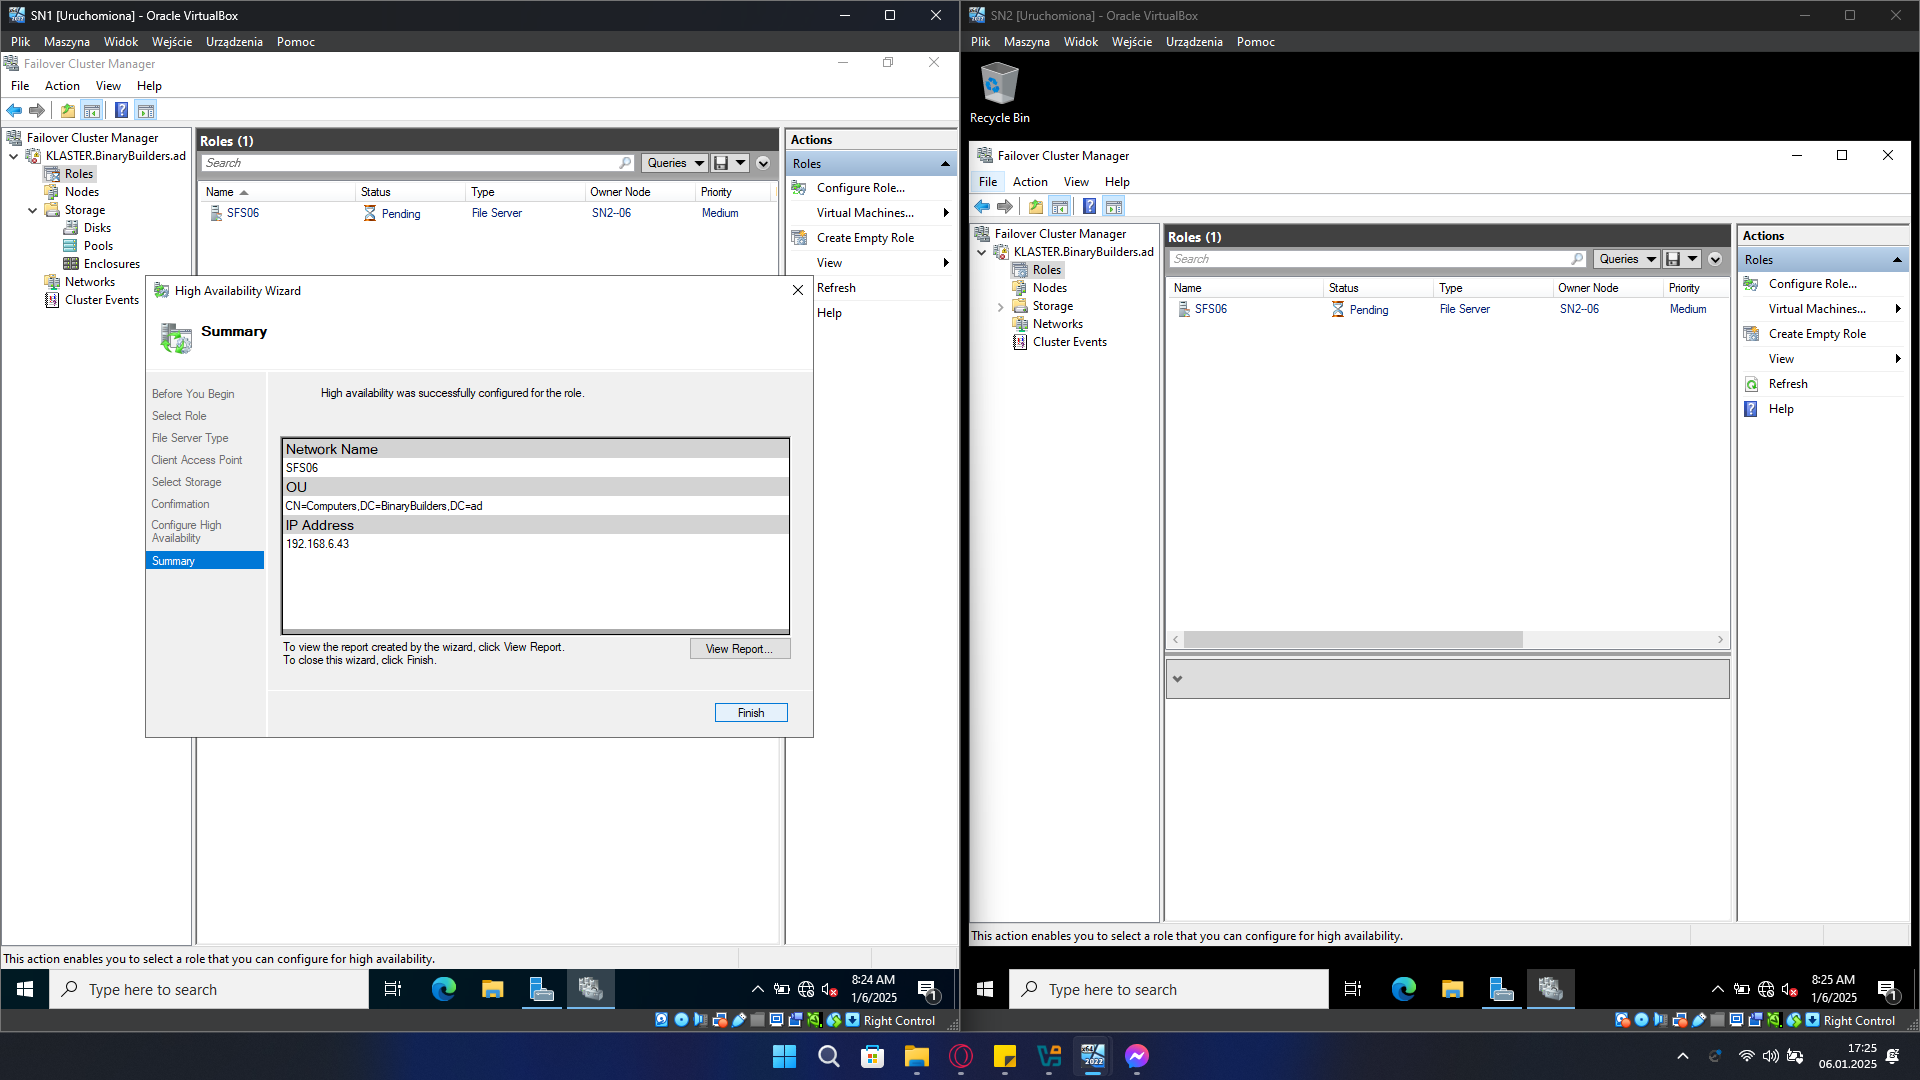 SN1 [Uruchomiona] - Oracle VirtualBox
Plik Maszyna Widok Wejście Urządzenia Pomoc
Failover Cluster Manager
File Action View Help
Failover Cluster Manager
KLASTER.BinaryBuilders.ad
Roles
Nodes
Storage
Disks
Pools
Enclosures
Networks
Cluster Events
Roles (1)
Search
Queries
Name Status Type Owner Node Priority
SFS06 Pending File Server SN2--06 Medium
Actions
Roles
Configure Role...
Virtual Machines...
Create Empty Role
View
Refresh
Help
High Availability Wizard
Summary
Before You Begin
Select Role
File Server Type
Client Access Point
Select Storage
Confirmation
Configure High
Availability
Summary
High availability was successfully configured for the role.
Network Name
SFS06
OU
CN=Computers,DC=BinaryBuilders,DC=ad
IP Address
192.168.6.43
To view the report created by the wizard, click View Report.
To close this wizard, click Finish.
View Report...
Finish
This action enables you to select a role that you can configure for high availability.
Type here to search
8:24 AM
1/6/2025
1
Right Control
SN2 [Uruchomiona] - Oracle VirtualBox
Plik Maszyna Widok Wejście Urządzenia Pomoc
Recycle Bin
Failover Cluster Manager
File Action View Help
Failover Cluster Manager
KLASTER.BinaryBuilders.ad
Roles
Nodes
Storage
Networks
Cluster Events
Roles (1)
Search
Queries
Name Status Type Owner Node Priority
SFS06 Pending File Server SN2--06 Medium
Actions
Roles
Configure Role...
Virtual Machines...
Create Empty Role
View
Refresh
Help
This action enables you to select a role that you can configure for high availability.
Type here to search
8:25 AM
1/6/2025
1
Right Control
17:25
06.01.2025